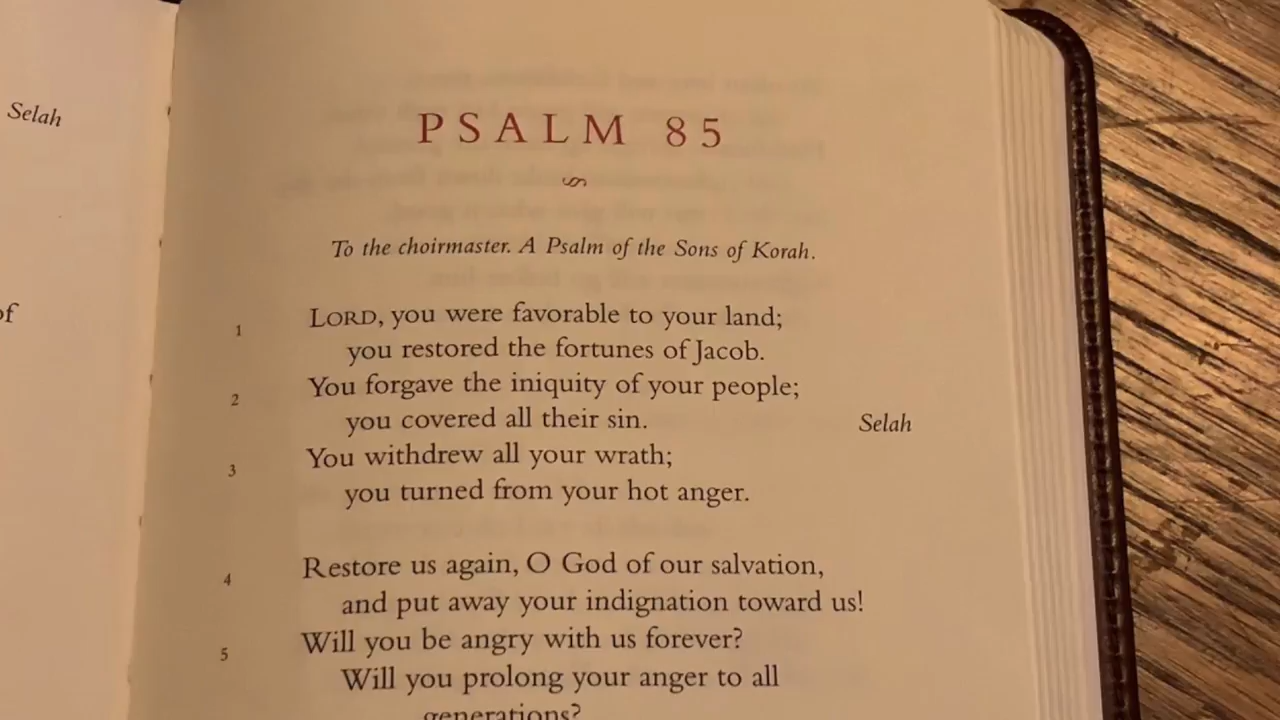 Selah
of
PSALM 85
To the choirmaster. A Psalm of the Sons of Korah.
1 LORD, you were favorable to your land;
you restored the fortunes of Jacob.
2 You forgave the iniquity of your people;
you covered all their sin. Selah
3 You withdrew all your wrath;
you turned from your hot anger.
4 Restore us again, O God of our salvation,
and put away your indignation toward us!
5 Will you be angry with us forever?
Will you prolong your anger to all
generations?